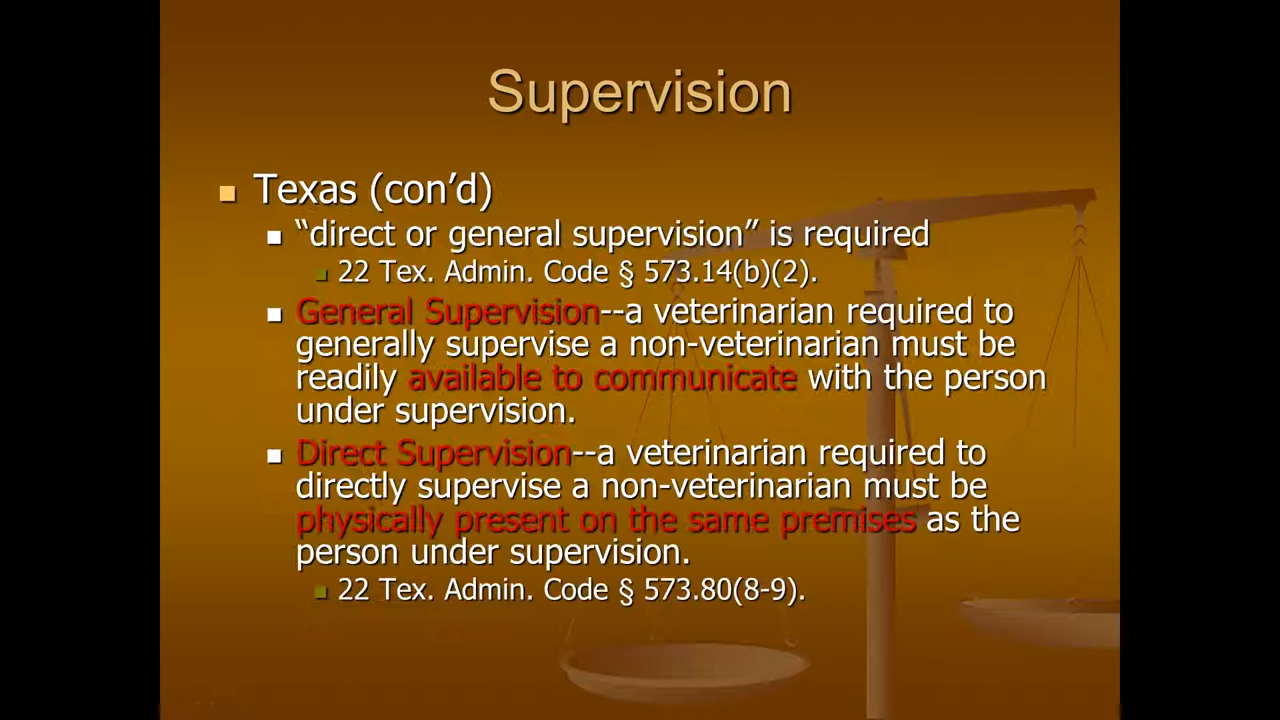 Supervision
Texas (con’d)
“direct or general supervision” is required
22 Tex. Admin. Code § 573.14(b)(2).
General Supervision--a veterinarian required to
generally supervise a non-veterinarian must be
readily available to communicate with the person
under supervision.
Direct Supervision--a veterinarian required to
directly supervise a non-veterinarian must be
physically present on the same premises as the
person under supervision.
22 Tex. Admin. Code § 573.80(8-9).